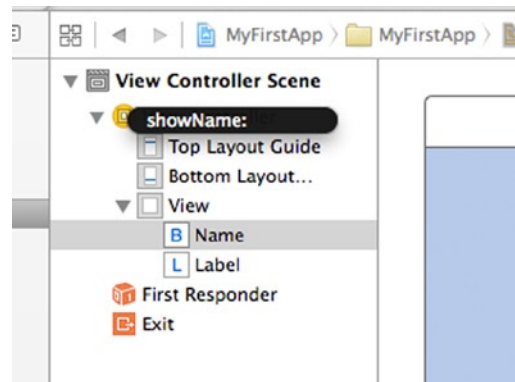 MyFirstApp MyFirstApp
View Controller Scene
showName:
Top Layout Guide
Bottom Layout...
View
B Name
L Label
First Responder
Exit